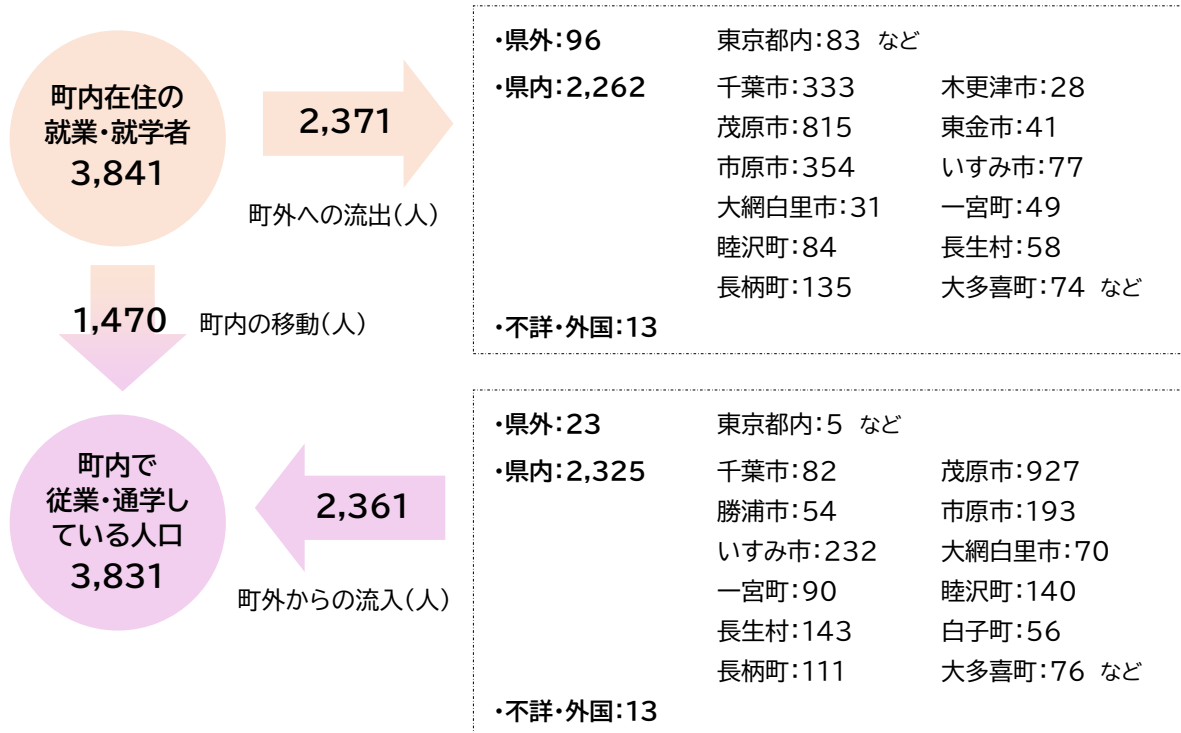 町内在住の
就業・就学者
3,841
2,371
町外への流出(人)
・県外:96 東京都内:83 など
・県内:2,262 千葉市:333 木更津市:28
茂原市:815 東金市:41
市原市:354 いすみ市:77
大網白里市:31 一宮町:49
睦沢町:84 長生村:58
長柄町:135 大多喜町:74 など
・不詳・外国:13
1,470 町内の移動(人)
町内で
従業・通学し
ている人口
3,831
2,361
町外からの流入(人)
・県外:23 東京都内:5 など
・県内:2,325 千葉市:82 茂原市:927
勝浦市:54 市原市:193
いすみ市:232 大網白里市:70
一宮町:90 睦沢町:140
長生村:143 白子町:56
長柄町:111 大多喜町:76 など
・不詳・外国:13